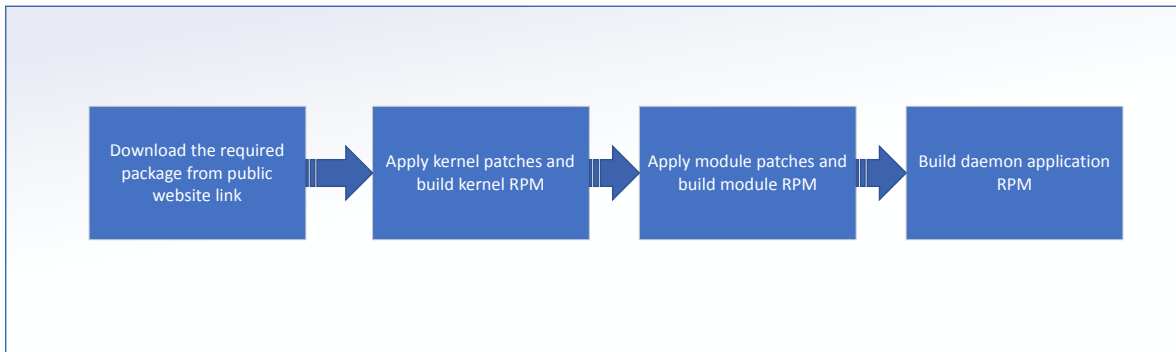 Download the required
package from public
website link
Apply kernel patches and
build kernel RPM
Apply module patches and
build module RPM
Build daemon application
RPM